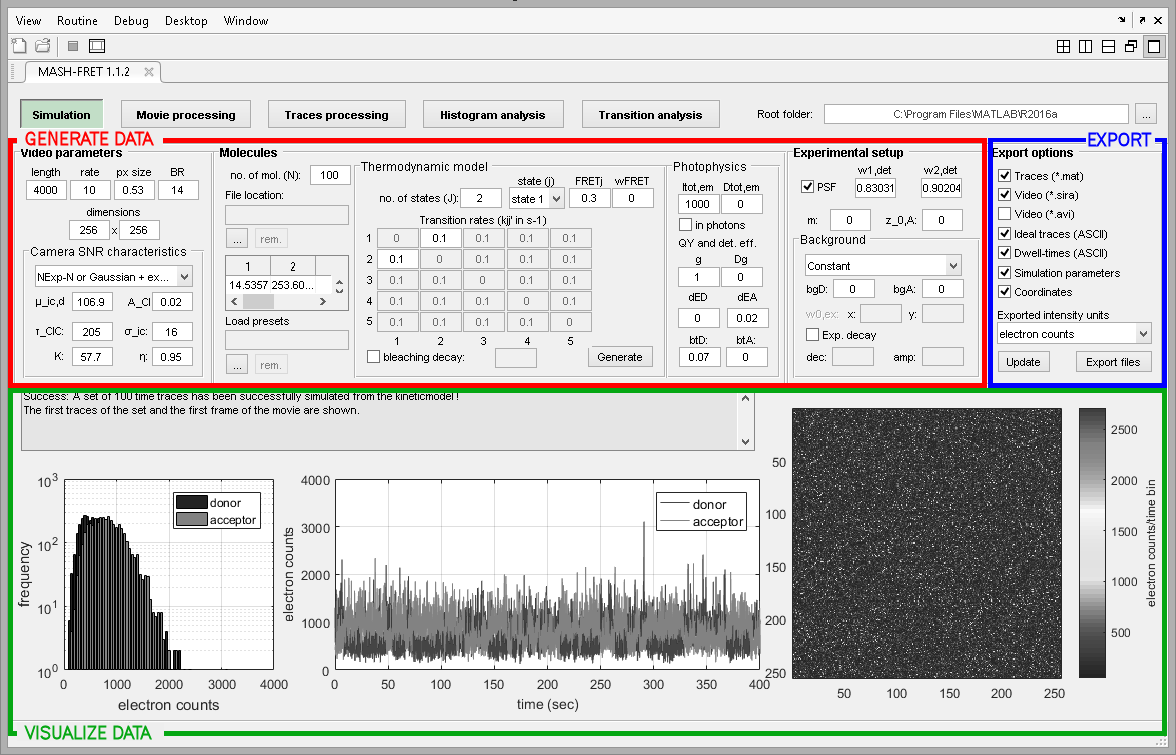 View Routine Debug Desktop Window
MASH-FRET 1.1.2
Simulation Movie processing Traces processing Histogram analysis Transition analysis Root folder: C:\Program Files\MATLAB\R2016a ...
GENERATE DATA
EXPORT
Video parameters
length rate px size BR
4000 10 0.53 14
dimensions
256 x 256
Camera SNR characteristics
NExp-N or Gaussian + ex...
μ_ic,d 106.9 A_CI 0.02
τ_CIC: 205 σ_ic: 16
K: 57.7 η: 0.95
Molecules
no. of mol. (N): 100
File location:
... rem.
1 2
14.5357 253.60...
Load presets
... rem.
Thermodynamic model
state (j) FRETj wFRET
no. of states (J): 2 state 1 0.3 0
Transition rates (kjj' in s-1)
1 0 0.1 0.1 0.1 0.1
2 0.1 0 0.1 0.1 0.1
3 0.1 0.1 0 0.1 0.1
4 0.1 0.1 0.1 0 0.1
5 0.1 0.1 0.1 0.1 0
1 2 3 4 5
bleaching decay: Generate
Photophysics
Itot,em Dtot,em
1000 0
in photons
QY and det. eff.
g Dg
1 0
dED dEA
0 0.02
btD: btA:
0.07 0
Experimental setup
w1,det w2,det
PSF 0.83031 0.90204
m: 0 z_0,A: 0
Background
Constant
bgD: 0 bgA: 0
w0,ex: x: y:
Exp. decay
dec: amp:
Export options
Traces (*.mat)
Video (*.sira)
Video (*.avi)
Ideal traces (ASCII)
Dwell-times (ASCII)
Simulation parameters
Coordinates
Exported intensity units
electron counts
Update Export files
Success: A set of 100 time traces has been successfully simulated from the kineticmodel !
The first traces of the set and the first frame of the movie are shown.
frequency
10^3
10^2
10^1
10^0
donor
acceptor
0 1000 2000 3000 4000
electron counts
electron counts
4000
3000
2000
1000
0
donor
acceptor
0 50 100 150 200 250 300 350 400
time (sec)
50
100
150
200
250
50 100 150 200 250
2500
2000
1500
1000
500
electron counts/time bin
VISUALIZE DATA